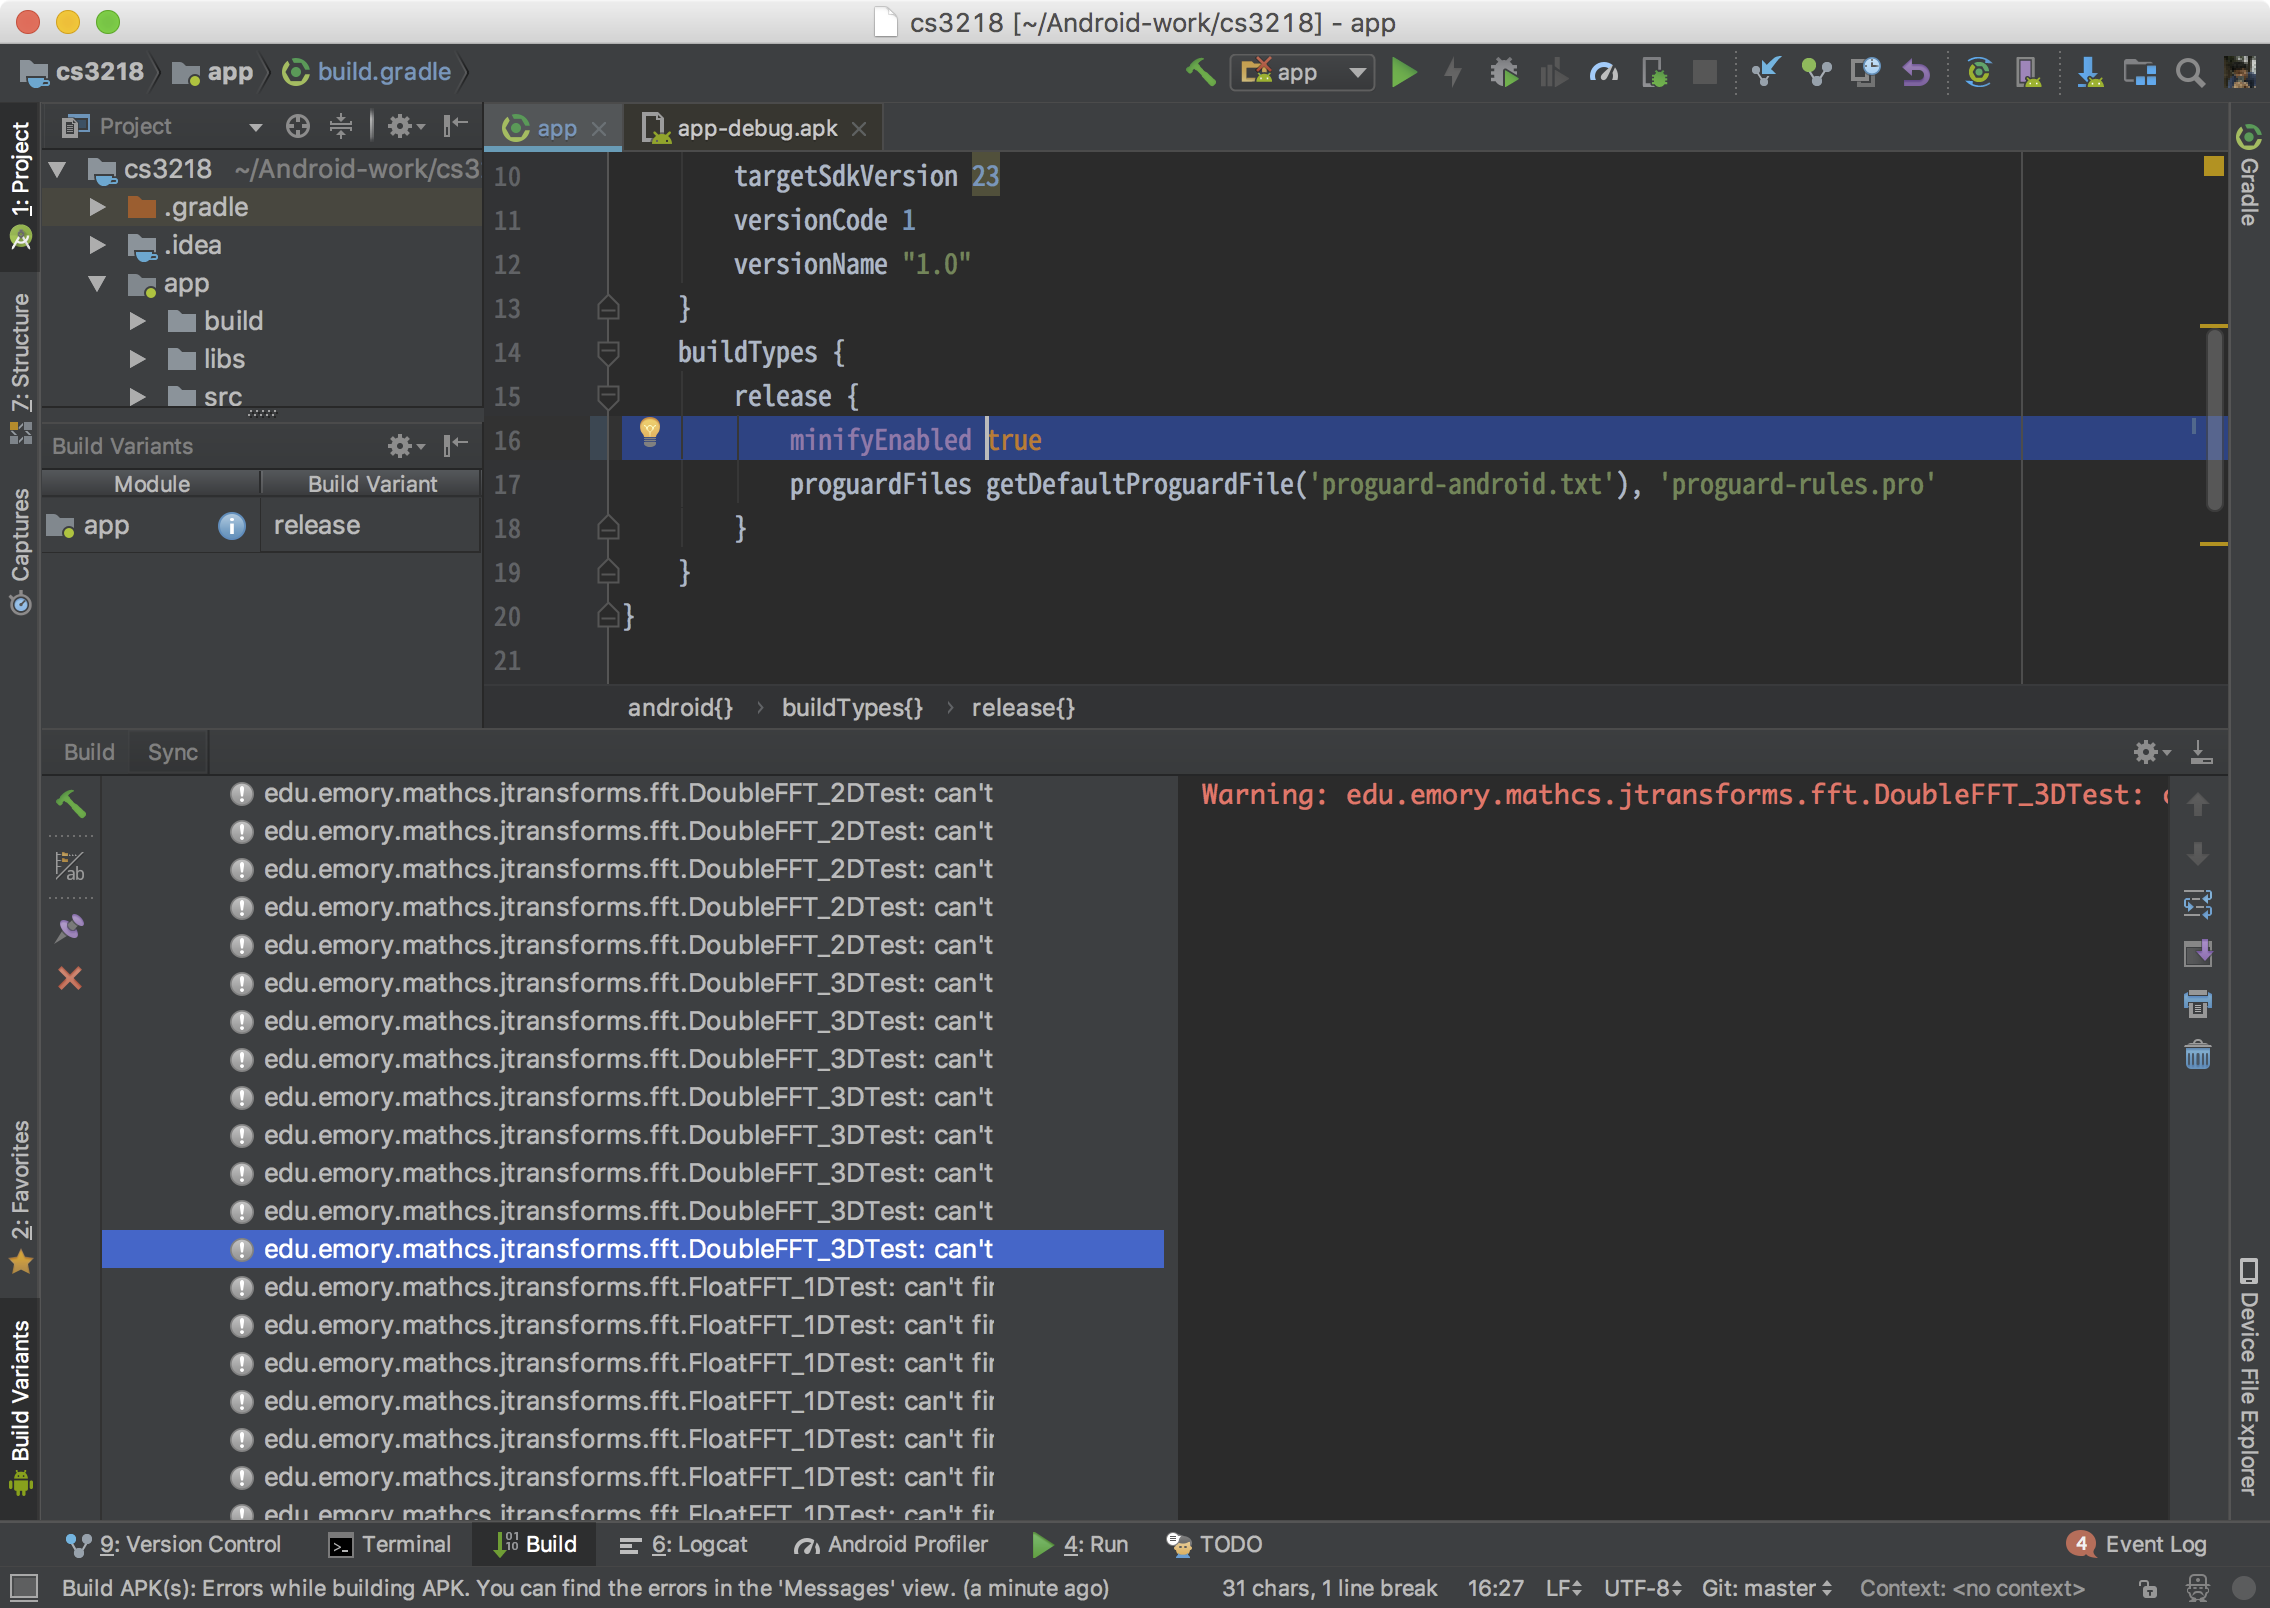 cs3218 [~/Android-work/cs3218] - app
cs3218 app build.gradle
app
1: Project
7: Structure
Captures
2: Favorites
Build Variants
Project
cs3218 ~/Android-work/cs3
.gradle
.idea
app
build
libs
src
Build Variants
Module Build Variant
app release
app app-debug.apk
10 targetSdkVersion 23
11 versionCode 1
12 versionName "1.0"
13 }
14 buildTypes {
15 release {
16 minifyEnabled true
17 proguardFiles getDefaultProguardFile('proguard-android.txt'), 'proguard-rules.pro'
18 }
19 }
20 }
21
android{} › buildTypes{} › release{}
Gradle
Device File Explorer
Build Sync
edu.emory.mathcs.jtransforms.fft.DoubleFFT_2DTest: can't
edu.emory.mathcs.jtransforms.fft.DoubleFFT_2DTest: can't
edu.emory.mathcs.jtransforms.fft.DoubleFFT_2DTest: can't
edu.emory.mathcs.jtransforms.fft.DoubleFFT_2DTest: can't
edu.emory.mathcs.jtransforms.fft.DoubleFFT_2DTest: can't
edu.emory.mathcs.jtransforms.fft.DoubleFFT_3DTest: can't
edu.emory.mathcs.jtransforms.fft.DoubleFFT_3DTest: can't
edu.emory.mathcs.jtransforms.fft.DoubleFFT_3DTest: can't
edu.emory.mathcs.jtransforms.fft.DoubleFFT_3DTest: can't
edu.emory.mathcs.jtransforms.fft.DoubleFFT_3DTest: can't
edu.emory.mathcs.jtransforms.fft.DoubleFFT_3DTest: can't
edu.emory.mathcs.jtransforms.fft.DoubleFFT_3DTest: can't
edu.emory.mathcs.jtransforms.fft.DoubleFFT_3DTest: can't
edu.emory.mathcs.jtransforms.fft.FloatFFT_1DTest: can't fin
edu.emory.mathcs.jtransforms.fft.FloatFFT_1DTest: can't fin
edu.emory.mathcs.jtransforms.fft.FloatFFT_1DTest: can't fin
edu.emory.mathcs.jtransforms.fft.FloatFFT_1DTest: can't fin
edu.emory.mathcs.jtransforms.fft.FloatFFT_1DTest: can't fin
edu.emory.mathcs.jtransforms.fft.FloatFFT_1DTest: can't fin
edu.emory.mathcs.jtransforms.fft.FloatFFT_1DTest: can't fin
Warning: edu.emory.mathcs.jtransforms.fft.DoubleFFT_3DTest:
9: Version Control Terminal Build 6: Logcat Android Profiler 4: Run TODO 4 Event Log
Build APK(s): Errors while building APK. You can find the errors in the 'Messages' view. (a minute ago) 31 chars, 1 line break 16:27 LF UTF-8 Git: master Context: <no context>